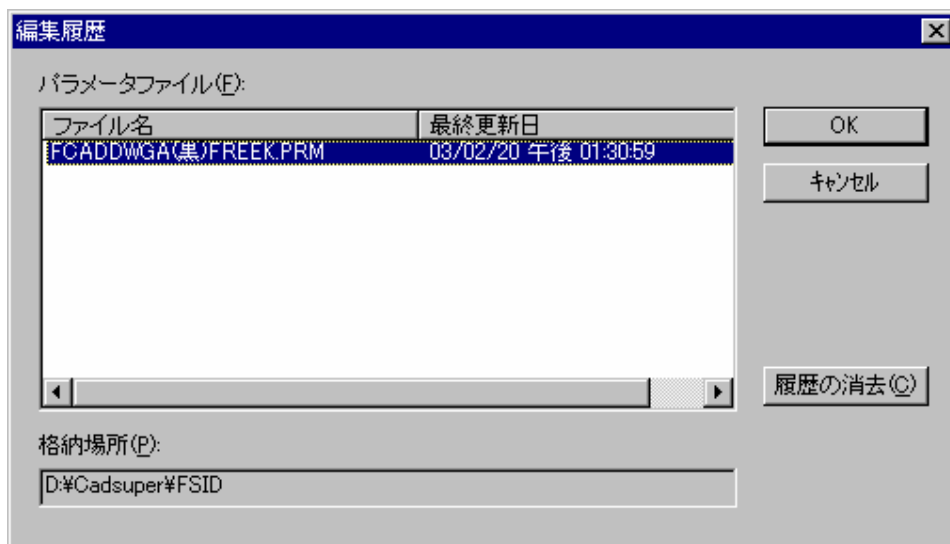 編集履歴
パラメータファイル(F):
ファイル名 最終更新日
FCADDWGA(黒)FREEK.PRM 03/02/20 午後 01:30:59
OK
キャンセル
履歴の消去(C)
格納場所(P):
D:¥Cadsuper¥FSID